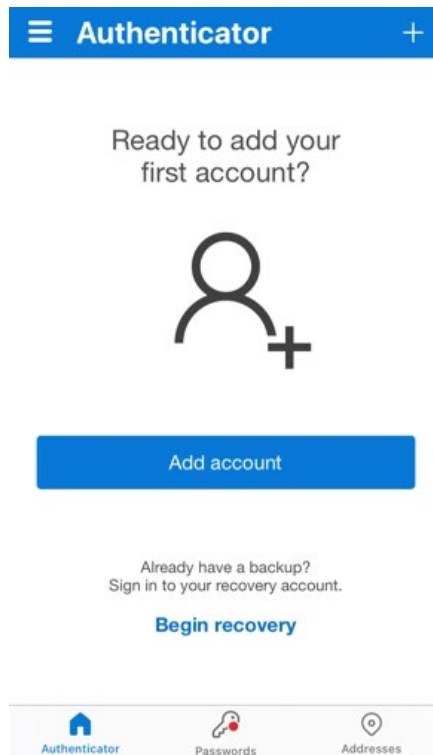 Authenticator
Ready to add your
first account?
Add account
Already have a backup?
Sign in to your recovery account.
Begin recovery
Authenticator
Passwords
Addresses